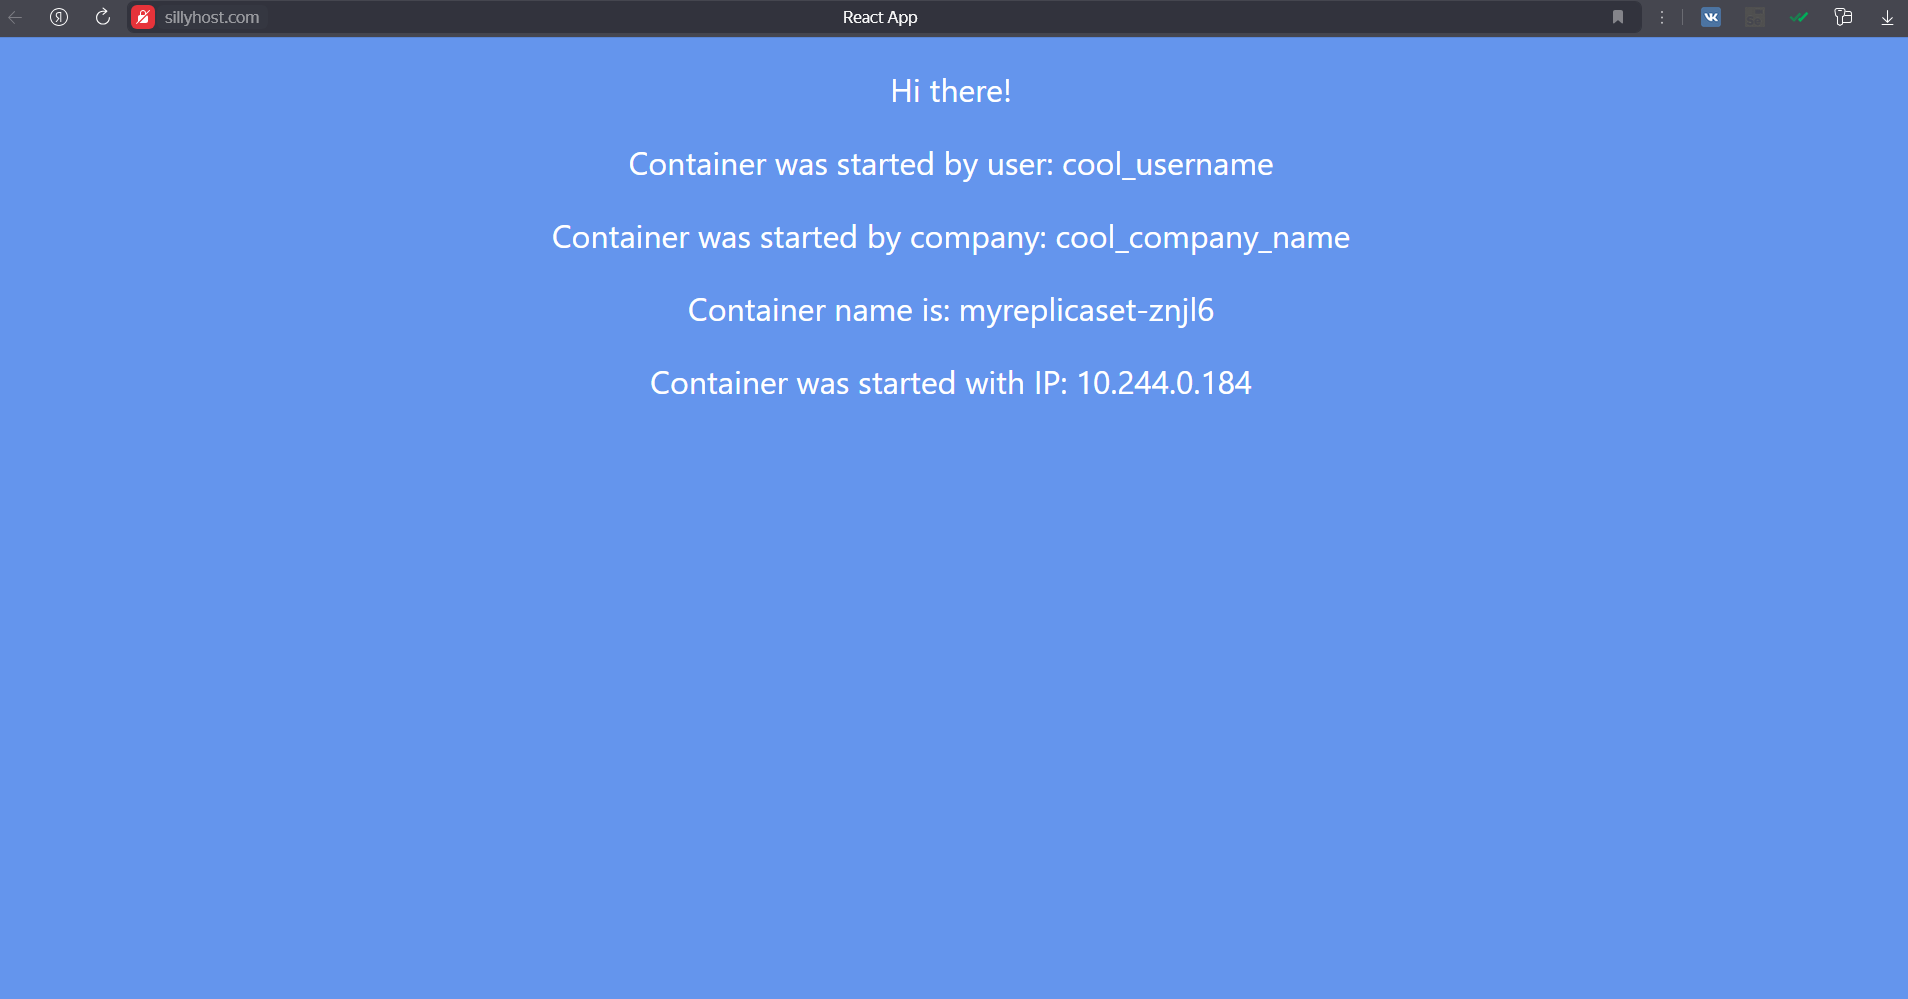 sillyhost.com
React App
Hi there!
Container was started by user: cool_username
Container was started by company: cool_company_name
Container name is: myreplicaset-znjl6
Container was started with IP: 10.244.0.184